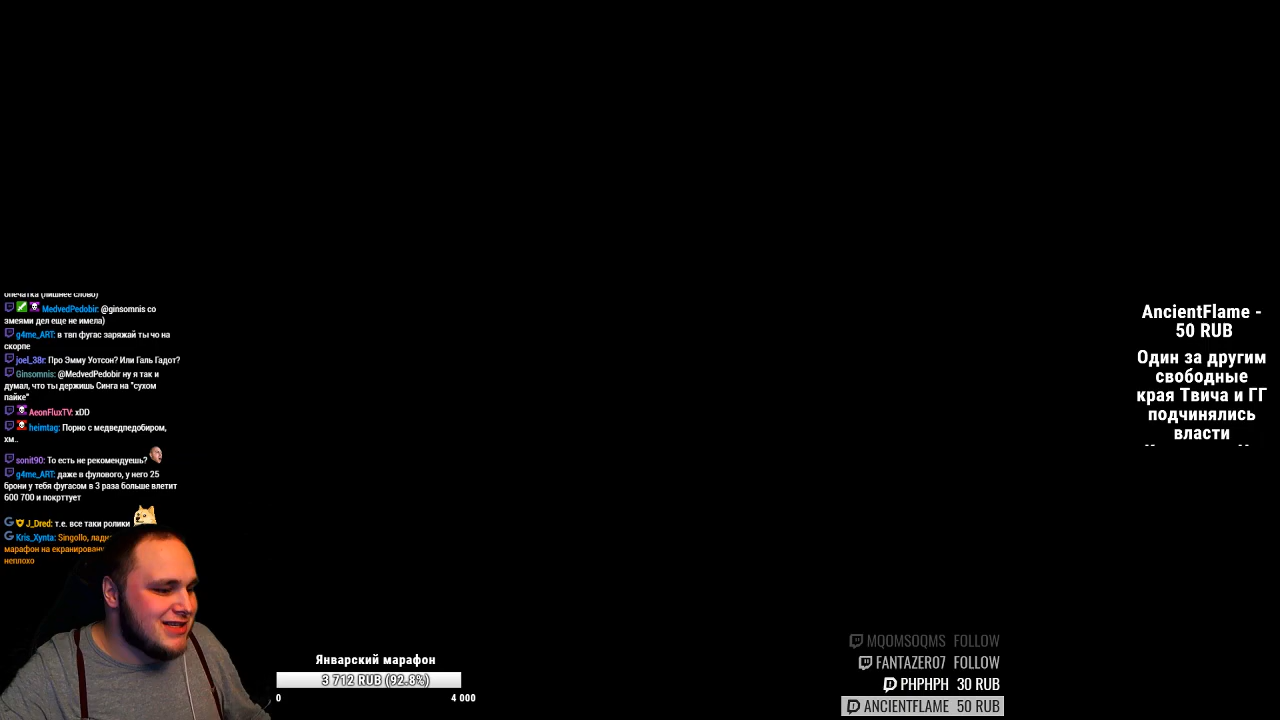 опечатка (лишнее слово)
MedvedPedobir: @ginsomnis со
змеями дел еще не имела)
g4me_ART: в твп фугас заряжай ты чо на
скорпе
joel_38r: Про Эмму Уотсон? Или Галь Гадот?
Ginsomnis: @MedvedPedobir ну я так и
думал, что ты держишь Синга на "сухом
пайке"
AeonFluxTV: xDD
heimtag: Порно с медведпедобиром,
хм..
sonit90: То есть не рекомендуешь?
g4me_ART: даже в фулового, у него 25
брони у тебя фугасом в 3 раза больше влетит
600 700 и покрттует
J_Dred: т.е. все таки ролики
Kris_Xynta: Singollo, ладн
марафон на екранирован
неплохо
AncientFlame -
50 RUB
Один за другим
свободные
края Твича и ГГ
подчинялись
власти
Январский марафон
3 712 RUB (92.8%)
0 4 000
MQOMSOQMS FOLLOW
FANTAZER07 FOLLOW
PHPHPH 30 RUB
ANCIENTFLAME 50 RUB